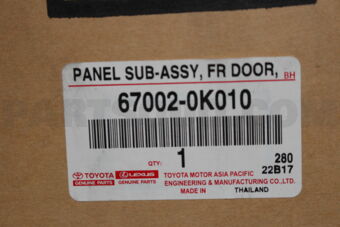 PANEL SUB-ASSY, FR DOOR, BH
67002-0K010
QTY: 1
280
22B17
TOYOTA GENUINE PARTS
LEXUS GENUINE PARTS
TOYOTA MOTOR ASIA PACIFIC
ENGINEERING & MANUFACTURING CO.,LTD.
MADE IN THAILAND